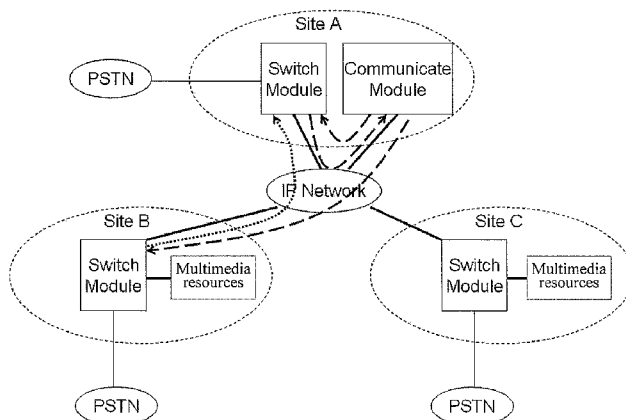 Site A
PSTN
Switch
Module
Communicate
Module
IP Network
Site B
Switch
Module
Multimedia
resources
Site C
Switch
Module
Multimedia
resources
PSTN
PSTN